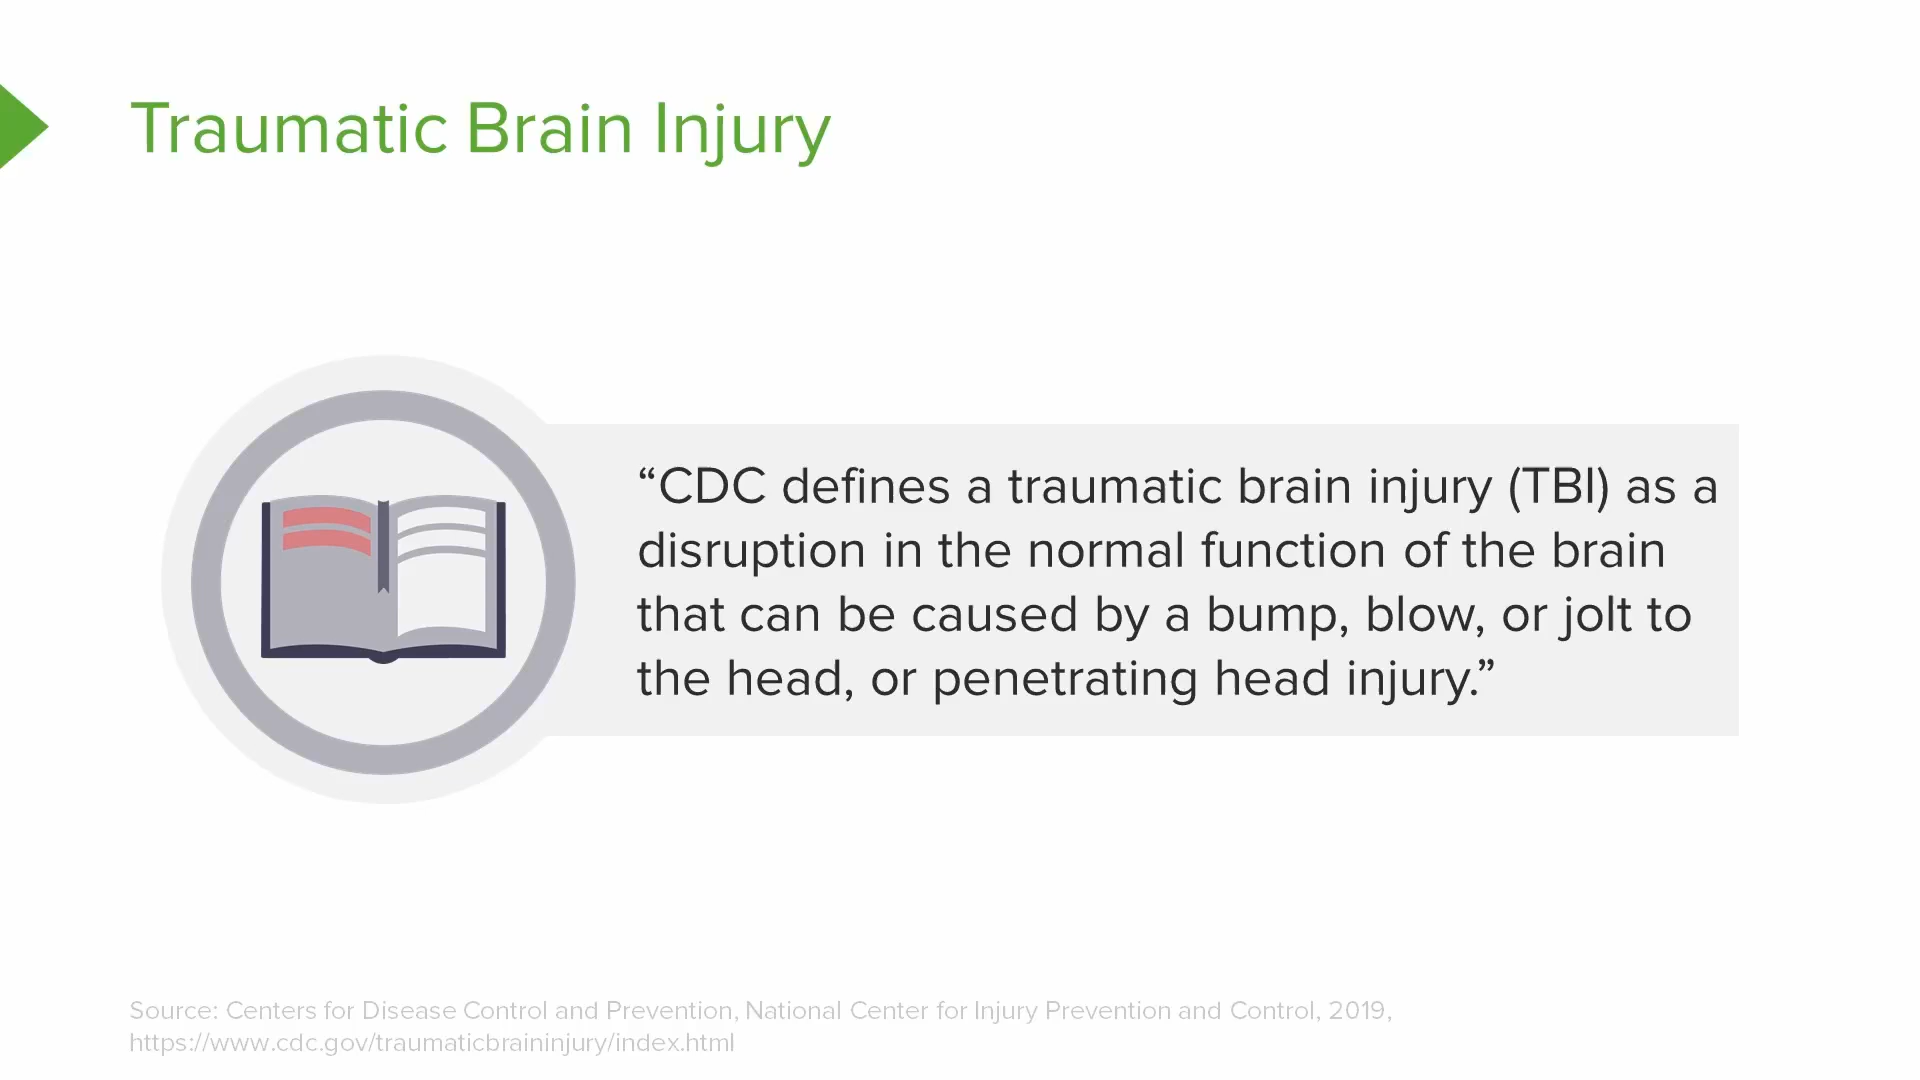 Traumatic Brain Injury
“CDC defines a traumatic brain injury (TBI) as a
disruption in the normal function of the brain
that can be caused by a bump, blow, or jolt to
the head, or penetrating head injury.”
Source: Centers for Disease Control and Prevention, National Center for Injury Prevention and Control, 2019,
https://www.cdc.gov/traumaticbraininjury/index.html